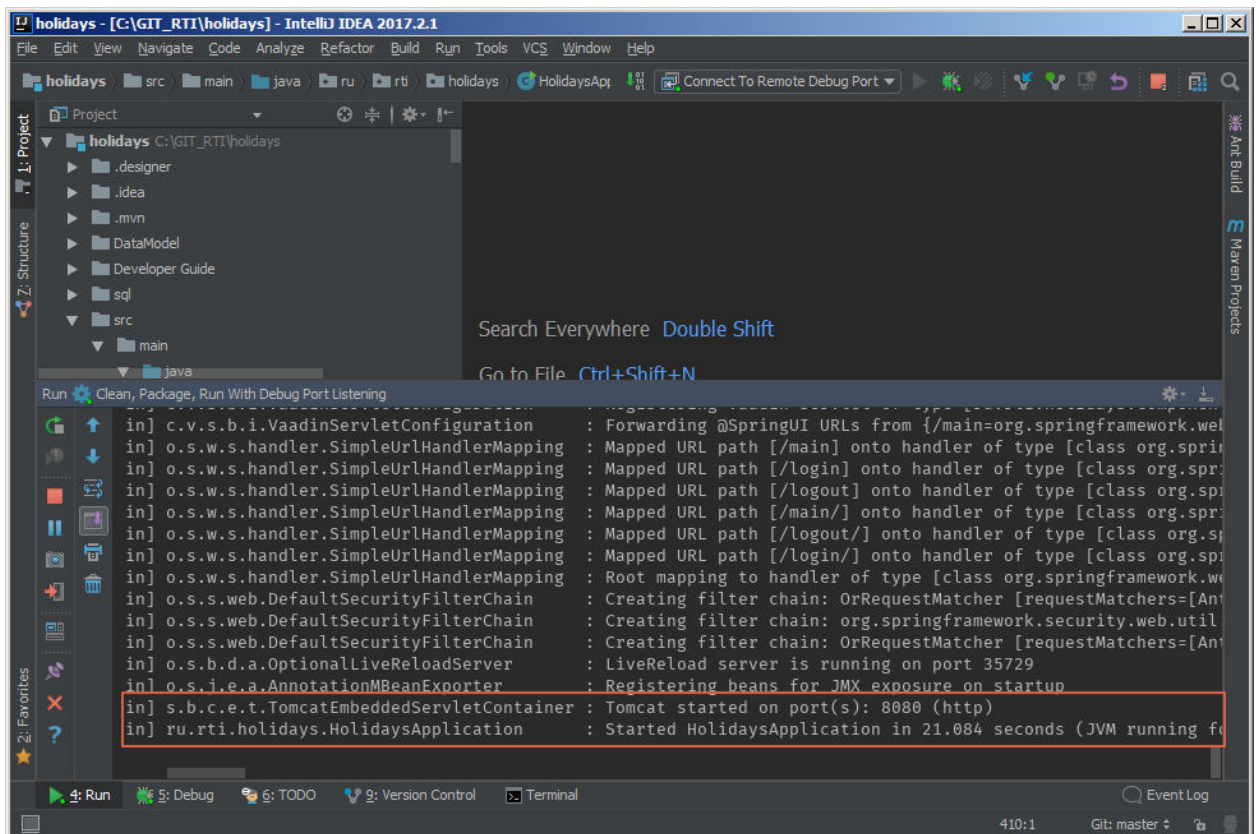 holidays - [C:\GIT_RTI\holidays] - IntelliJ IDEA 2017.2.1
File Edit View Navigate Code Analyze Refactor Build Run Tools VCS Window Help
holidays src main java ru rti holidays HolidaysApp Connect To Remote Debug Port
Project
holidays C:\GIT_RTI\holidays
.designer
.idea
.mvn
DataModel
Developer Guide
sql
src
main
java
1: Project
Z: Structure
2: Favorites
Ant Build
Maven Projects
Search Everywhere Double Shift
Go to File Ctrl+Shift+N
Run Clean, Package, Run With Debug Port Listening
in] c.v.s.b.i.VaadinServletConfiguration : Forwarding @SpringUI URLs from {/main=org.springframework.web
in] o.s.w.s.handler.SimpleUrlHandlerMapping : Mapped URL path [/main] onto handler of type [class org.sprin
in] o.s.w.s.handler.SimpleUrlHandlerMapping : Mapped URL path [/login] onto handler of type [class org.spri
in] o.s.w.s.handler.SimpleUrlHandlerMapping : Mapped URL path [/logout] onto handler of type [class org.sp
in] o.s.w.s.handler.SimpleUrlHandlerMapping : Mapped URL path [/main/] onto handler of type [class org.spr
in] o.s.w.s.handler.SimpleUrlHandlerMapping : Mapped URL path [/logout/] onto handler of type [class org.s
in] o.s.w.s.handler.SimpleUrlHandlerMapping : Mapped URL path [/login/] onto handler of type [class org.sp
in] o.s.w.s.handler.SimpleUrlHandlerMapping : Root mapping to handler of type [class org.springframework.we
in] o.s.s.web.DefaultSecurityFilterChain : Creating filter chain: OrRequestMatcher [requestMatchers=[Ant
in] o.s.s.web.DefaultSecurityFilterChain : Creating filter chain: org.springframework.security.web.util
in] o.s.s.web.DefaultSecurityFilterChain : Creating filter chain: OrRequestMatcher [requestMatchers=[Ant
in] o.s.b.d.a.OptionalLiveReloadServer : LiveReload server is running on port 35729
in] o.s.j.e.a.AnnotationMBeanExporter : Registering beans for JMX exposure on startup
in] s.b.c.e.t.TomcatEmbeddedServletContainer : Tomcat started on port(s): 8080 (http)
in] ru.rti.holidays.HolidaysApplication : Started HolidaysApplication in 21.084 seconds (JVM running fo
4: Run 5: Debug 6: TODO 9: Version Control Terminal Event Log
410:1 Git: master